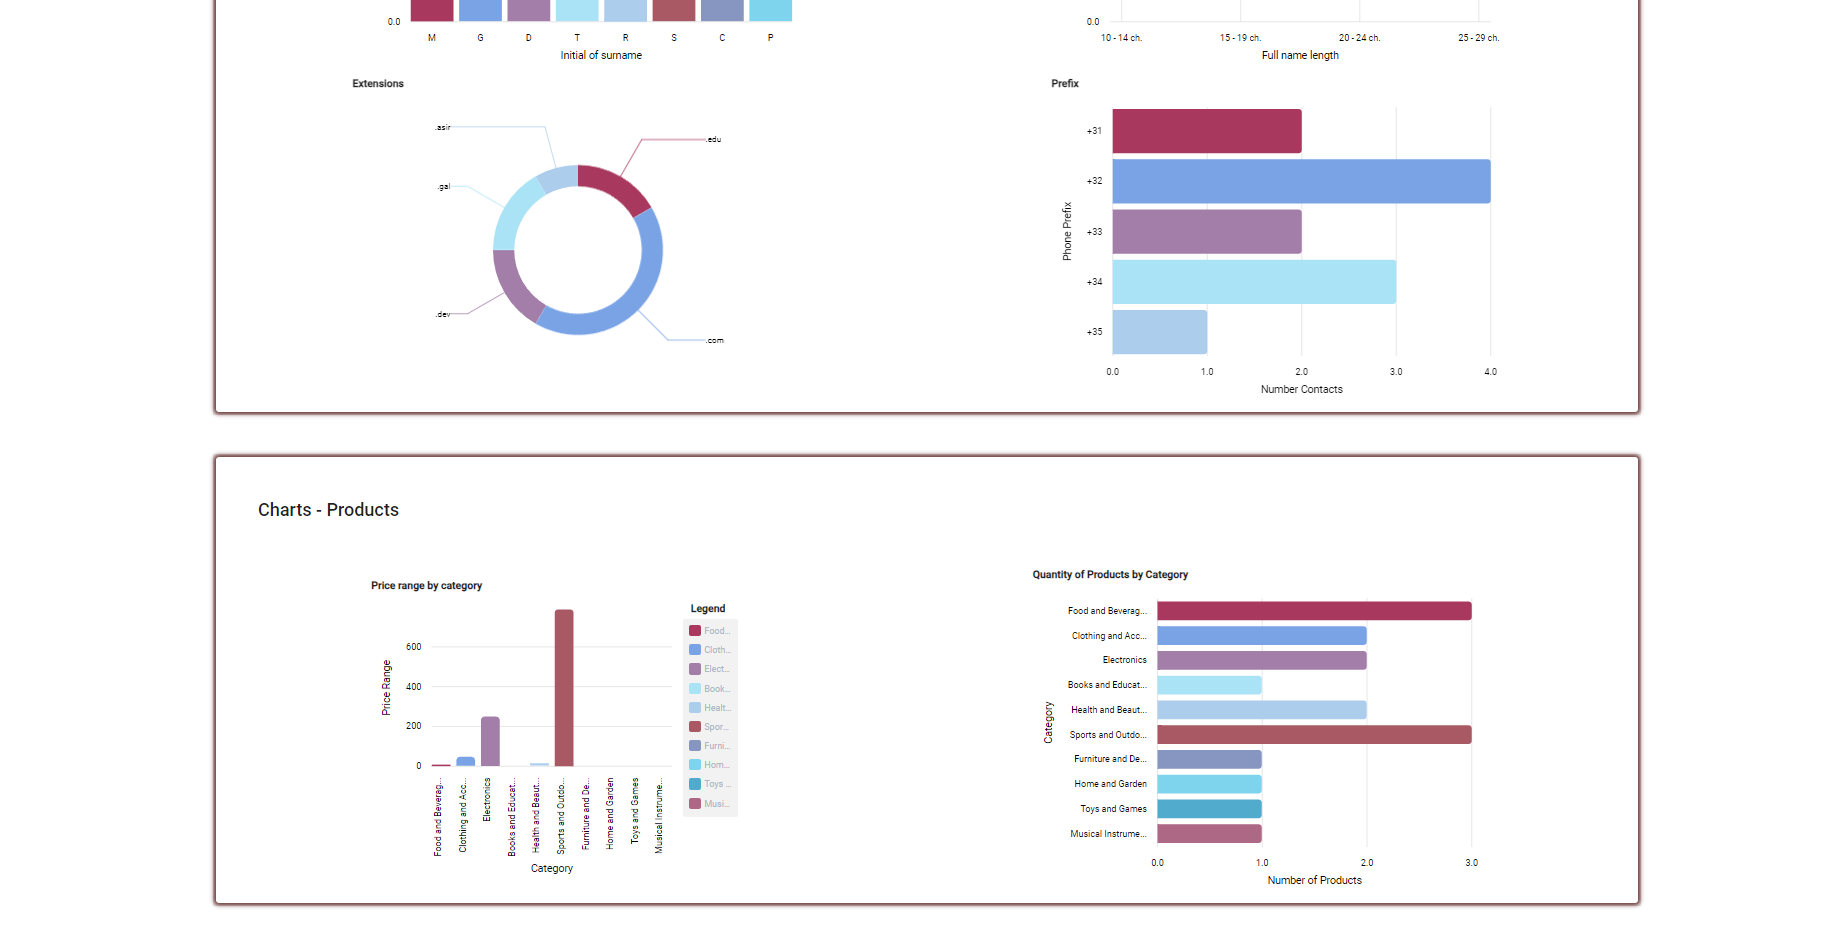 0.0
M G D T R S C P
Initial of surname
0.0
10 - 14 ch. 15 - 19 ch. 20 - 24 ch. 25 - 29 ch.
Full name length
Extensions
.asir
.edu
.gal
.dev
.com
Prefix
Phone Prefix
+31
+32
+33
+34
+35
0.0 1.0 2.0 3.0 4.0
Number Contacts
Charts - Products
Price range by category
Price Range
600
400
200
0
Food and Beverag...
Clothing and Acc...
Electronics
Books and Educat...
Health and Beaut...
Sports and Outdo...
Furniture and De...
Home and Garden
Toys and Games
Musical Instrume...
Category
Legend
Food...
Cloth...
Elect...
Book...
Healt...
Spor...
Furni...
Hom...
Toys ...
Musi...
Quantity of Products by Category
Category
Food and Beverag...
Clothing and Acc...
Electronics
Books and Educat...
Health and Beaut...
Sports and Outdo...
Furniture and De...
Home and Garden
Toys and Games
Musical Instrume...
0.0 1.0 2.0 3.0
Number of Products